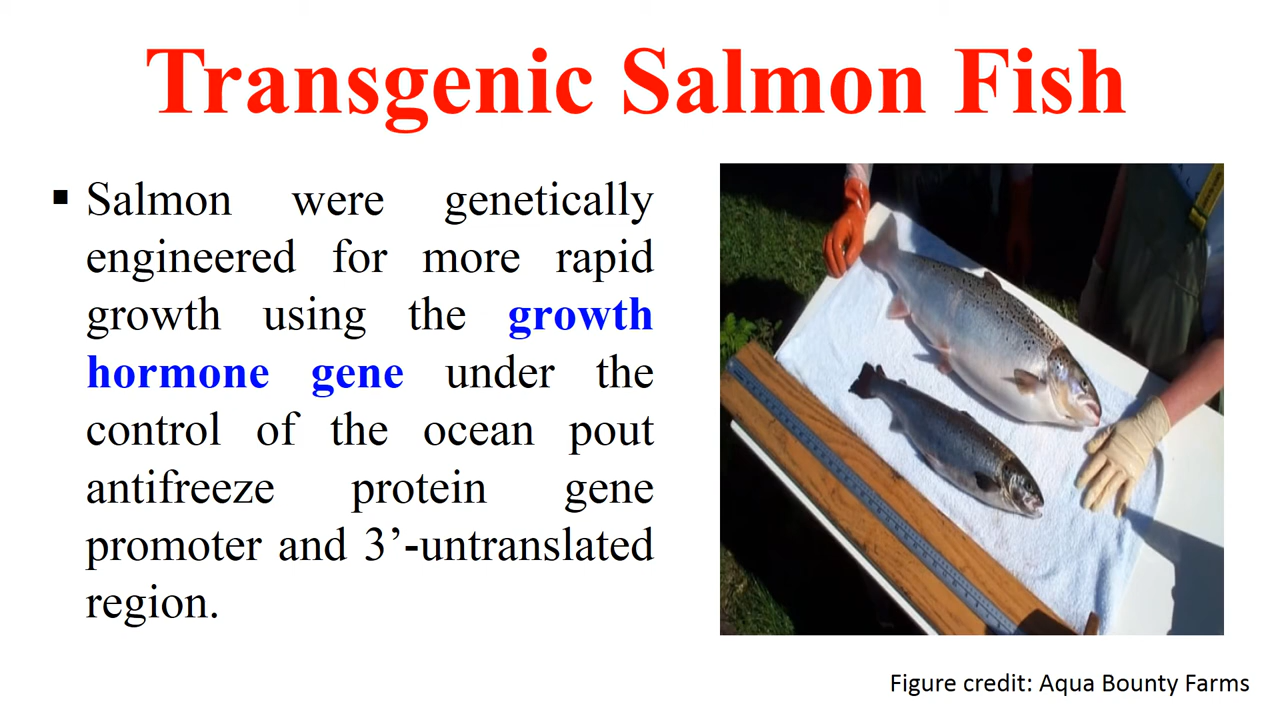 Transgenic Salmon Fish
▪ Salmon were genetically
engineered for more rapid
growth using the growth
hormone gene under the
control of the ocean pout
antifreeze protein gene
promoter and 3’-untranslated
region.
Figure credit: Aqua Bounty Farms